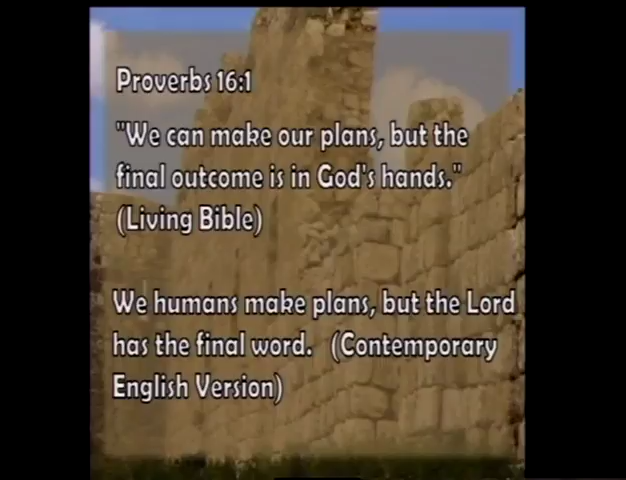 Proverbs 16:1
"We can make our plans, but the
final outcome is in God's hands."
(Living Bible)
We humans make plans, but the Lord
has the final word. (Contemporary
English Version)